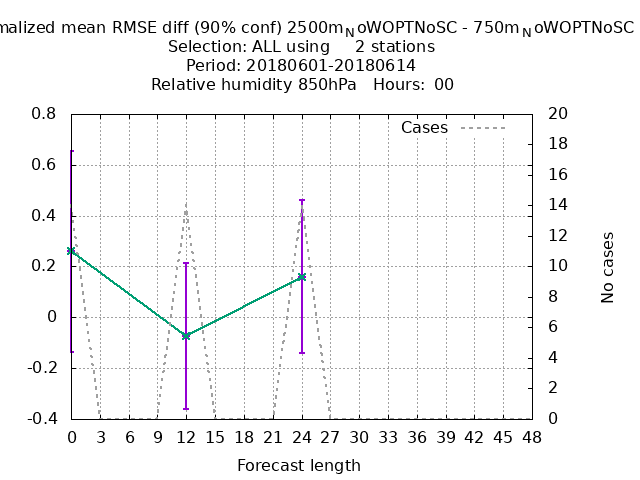 malized mean RMSE diff (90% conf) 2500mNoWOPTNoSC - 750mNoWOPTNoSC
Selection: ALL using 2 stations
Period: 20180601-20180614
Relative humidity 850hPa Hours: 00
Cases
0.8
0.6
0.4
0.2
0
-0.2
-0.4
20
18
16
14
12
10
8
6
4
2
0
No cases
0 3 6 9 12 15 18 21 24 27 30 33 36 39 42 45 48
Forecast length